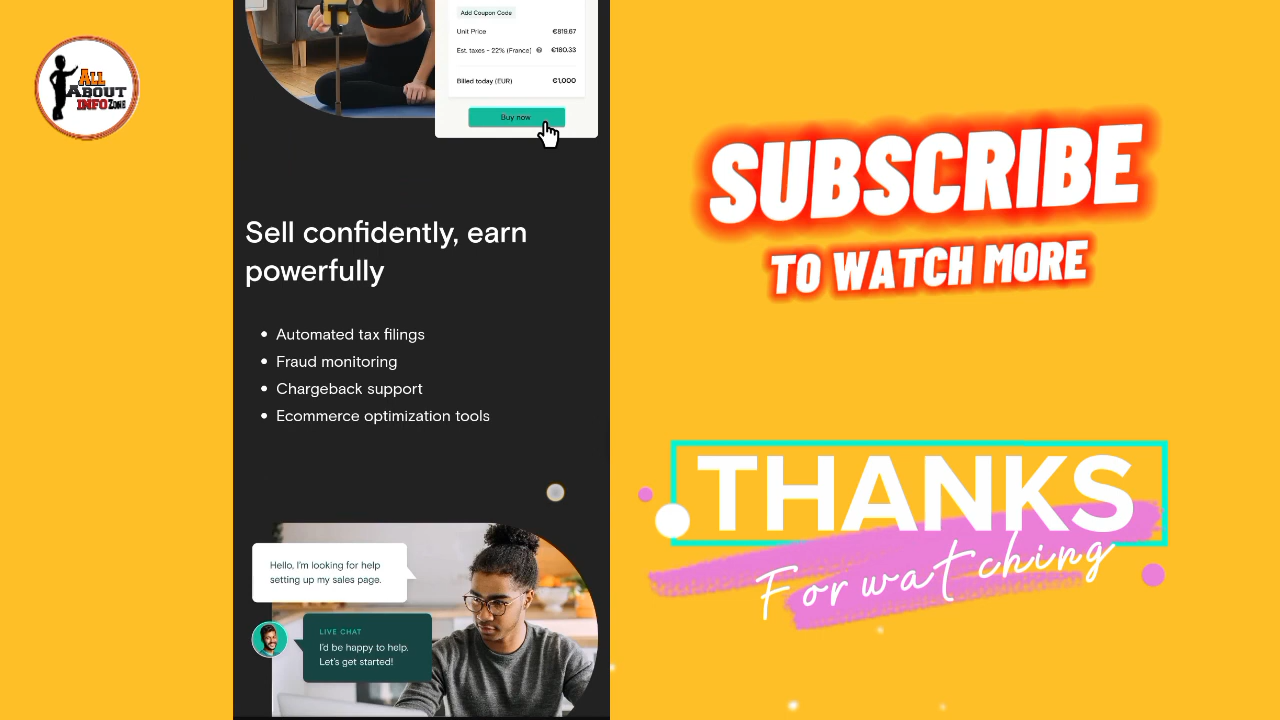 ALL
ABOUT
INFO ZONE
Add Coupon Code
Unit Price €819.67
Est. taxes - 22% (France) €180.33
Billed today (EUR) €1,000
Buy now
Sell confidently, earn
powerfully
• Automated tax filings
• Fraud monitoring
• Chargeback support
• Ecommerce optimization tools
Hello, I'm looking for help
setting up my sales page.
LIVE CHAT
I'd be happy to help.
Let's get started!
SUBSCRIBE
TO WATCH MORE
THANKS
For watching